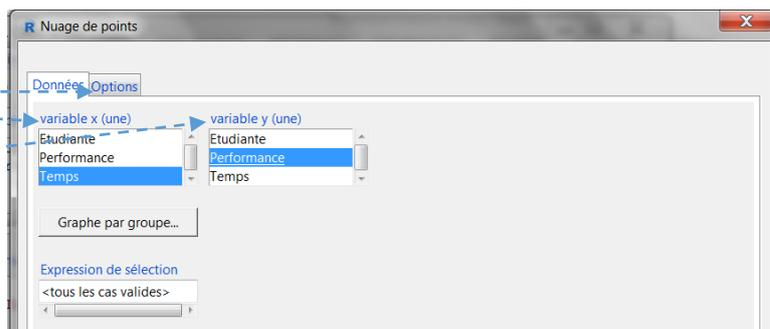 R Nuage de points
X
Données Options
variable x (une) variable y (une)
Etudiante Etudiante
Performance Performance
Temps Temps
Graphe par groupe...
Expression de sélection
<tous les cas valides>